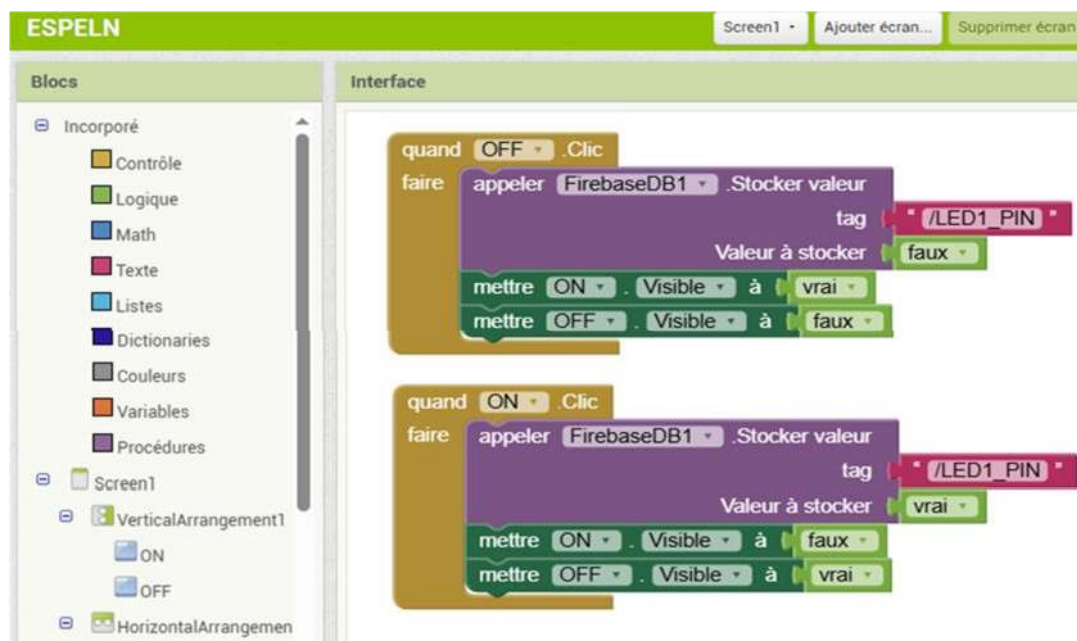 ESPELN
Screen1
Ajouter écran...
Supprimer écran
Blocs
Interface
Incorporé
Contrôle
Logique
Math
Texte
Listes
Dictionaries
Couleurs
Variables
Procédures
Screen1
VerticalArrangement1
ON
OFF
HorizontalArrangemen
quand OFF .Clic
faire appeler FirebaseDB1 .Stocker valeur
tag " /LED1_PIN "
Valeur à stocker faux
mettre ON . Visible à vrai
mettre OFF . Visible à faux
quand ON .Clic
faire appeler FirebaseDB1 .Stocker valeur
tag " /LED1_PIN "
Valeur à stocker vrai
mettre ON . Visible à faux
mettre OFF . Visible à vrai